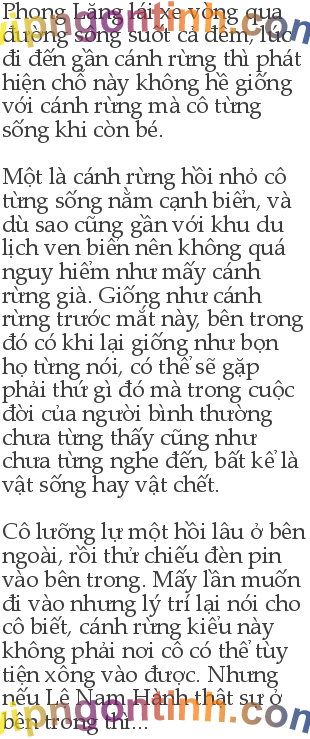 Phong Lăng lái xe vòng qua
đường sông suốt cả đêm, lúc
đi đến gần cánh rừng thì phát
hiện chỗ này không hề giống
với cánh rừng mà cô từng
sống khi còn bé.
Một là cánh rừng hồi nhỏ cô
từng sống nằm cạnh biển, và
dù sao cũng gần với khu du
lịch ven biển nên không quá
nguy hiểm như mấy cánh
rừng già. Giống như cánh
rừng trước mắt này, bên trong
đó có khi lại giống như bọn
họ từng nói, có thể sẽ gặp
phải thứ gì đó mà trong cuộc
đời của người bình thường
chưa từng thấy cũng như
chưa từng nghe đến, bất kể là
vật sống hay vật chết.
Cô lưỡng lự một hồi lâu ở bên
ngoài, rồi thử chiếu đèn pin
vào bên trong. Mấy lần muốn
đi vào nhưng lý trí lại nói cho
cô biết, cánh rừng kiểu này
không phải nơi cô có thể tùy
tiện xông vào được. Nhưng
nếu Lê Nam Hành thật sự ở
bên trong thì...
vipngontinh.com
vipngontinh.com